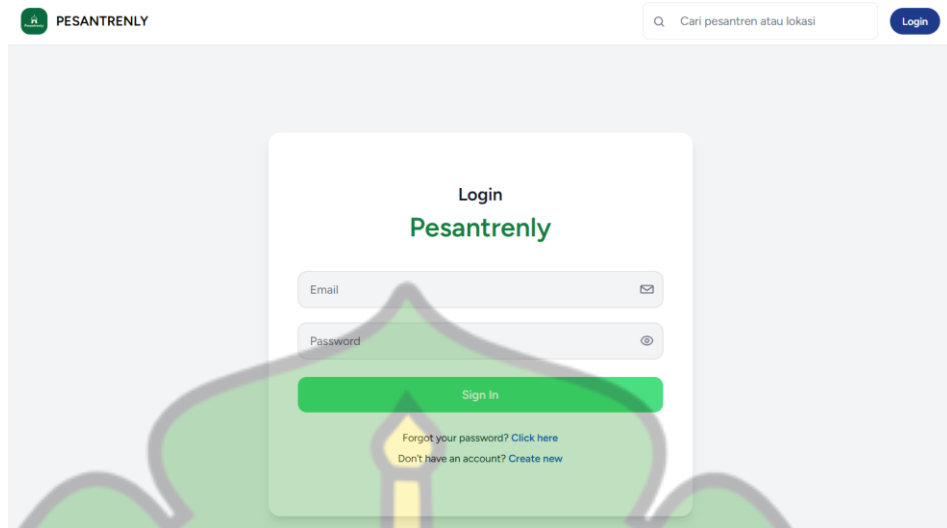 PESANTRENLY
Cari pesantren atau lokasi
Login
Login
Pesantrenly
Email
Password
Sign In
Forgot your password? Click here
Don't have an account? Create new